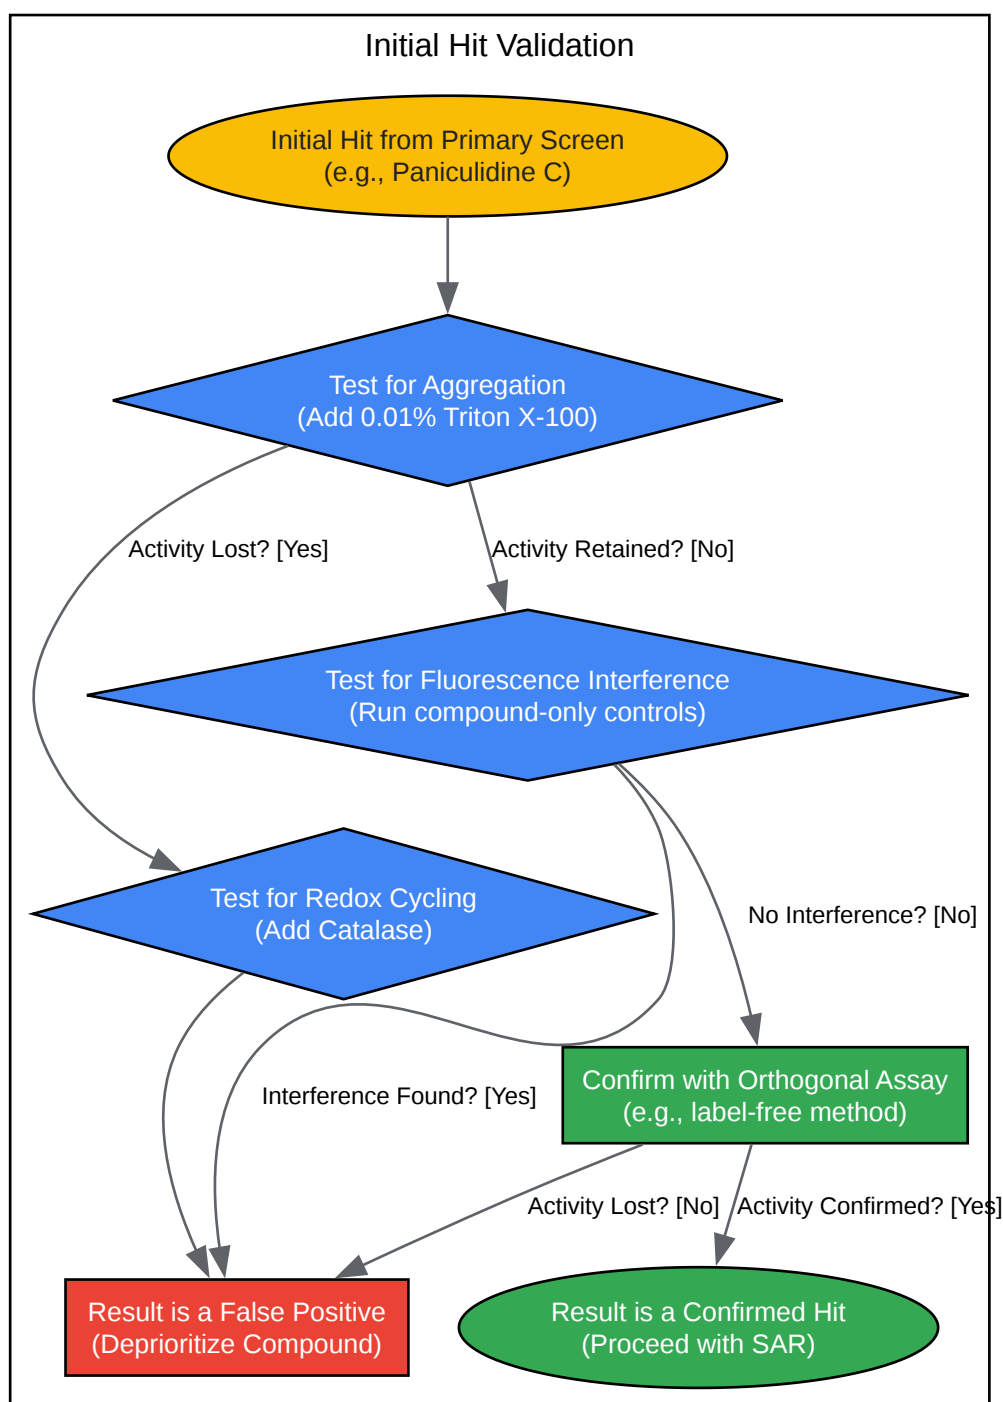 Initial Hit Validation
Initial Hit from Primary Screen
(e.g., Paniculidine C)
Test for Aggregation
(Add 0.01% Triton X-100)
Activity Lost? [Yes]
Activity Retained? [No]
Test for Fluorescence Interference
(Run compound-only controls)
Test for Redox Cycling
(Add Catalase)
No Interference? [No]
Interference Found? [Yes]
Confirm with Orthogonal Assay
(e.g., label-free method)
Activity Lost? [No]
Activity Confirmed? [Yes]
Result is a False Positive
(Deprioritize Compound)
Result is a Confirmed Hit
(Proceed with SAR)